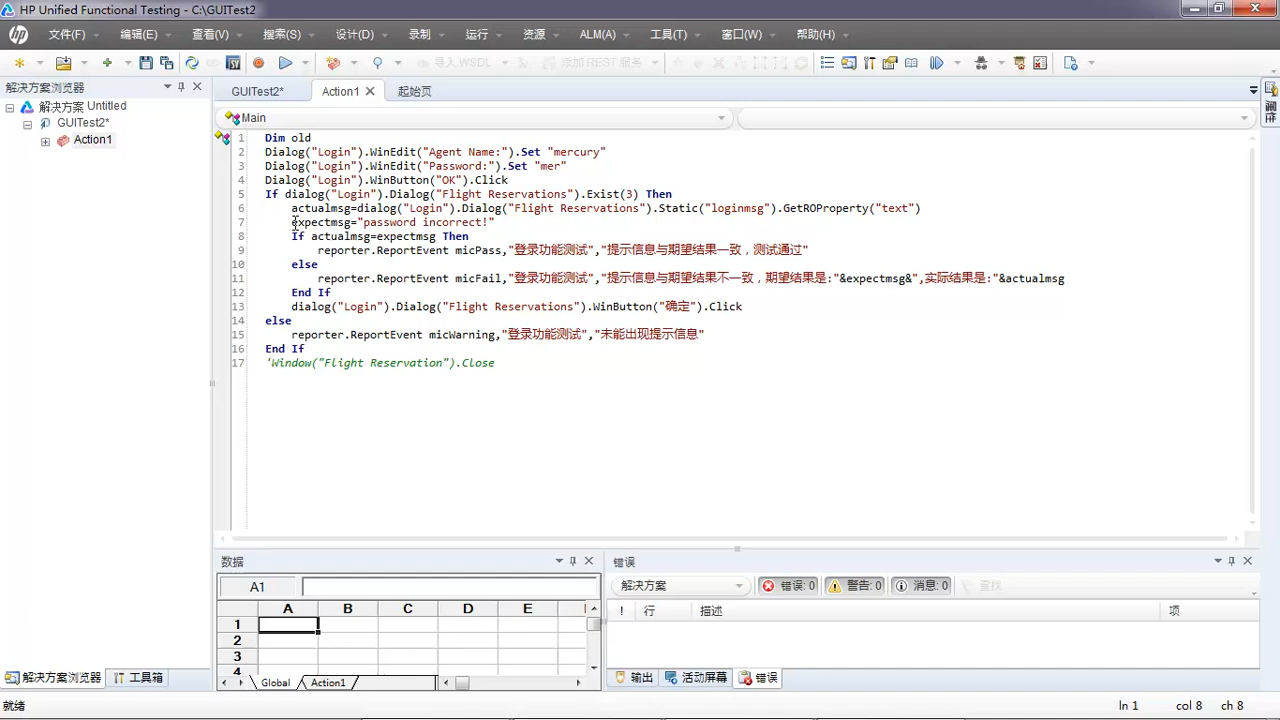 HP Unified Functional Testing - C:\GUITest2
hp 文件(F) 编辑(E) 查看(V) 搜索(S) 设计(D) 录制 运行 资源 ALM(A) 工具(T) 窗口(W) 帮助(H)
导入 WSDL 添加 REST 服务
解决方案浏览器
解决方案 Untitled
GUITest2*
Action1
GUITest2* Action1 起始页
Main
1 Dim old
2 Dialog("Login").WinEdit("Agent Name:").Set "mercury"
3 Dialog("Login").WinEdit("Password:").Set "mer"
4 Dialog("Login").WinButton("OK").Click
5 If dialog("Login").Dialog("Flight Reservations").Exist(3) Then
6 actualmsg=dialog("Login").Dialog("Flight Reservations").Static("loginmsg").GetROProperty("text")
7 expectmsg="password incorrect!"
8 If actualmsg=expectmsg Then
9 reporter.ReportEvent micPass,"登录功能测试","提示信息与期望结果一致，测试通过"
10 else
11 reporter.ReportEvent micFail,"登录功能测试","提示信息与期望结果不一致，期望结果是:"&expectmsg&",实际结果是:"&actualmsg
12 End If
13 dialog("Login").Dialog("Flight Reservations").WinButton("确定").Click
14 else
15 reporter.ReportEvent micWarning,"登录功能测试","未能出现提示信息"
16 End If
17 'Window("Flight Reservation").Close
属性
数据
A1
A B C D E
1
2
3
4
Global Action1
错误
解决方案 错误: 0 警告: 0 消息: 0 查找
! 行 描述 项
解决方案浏览器 工具箱
输出 活动屏幕 错误
就绪 ln 1 col 8 ch 8